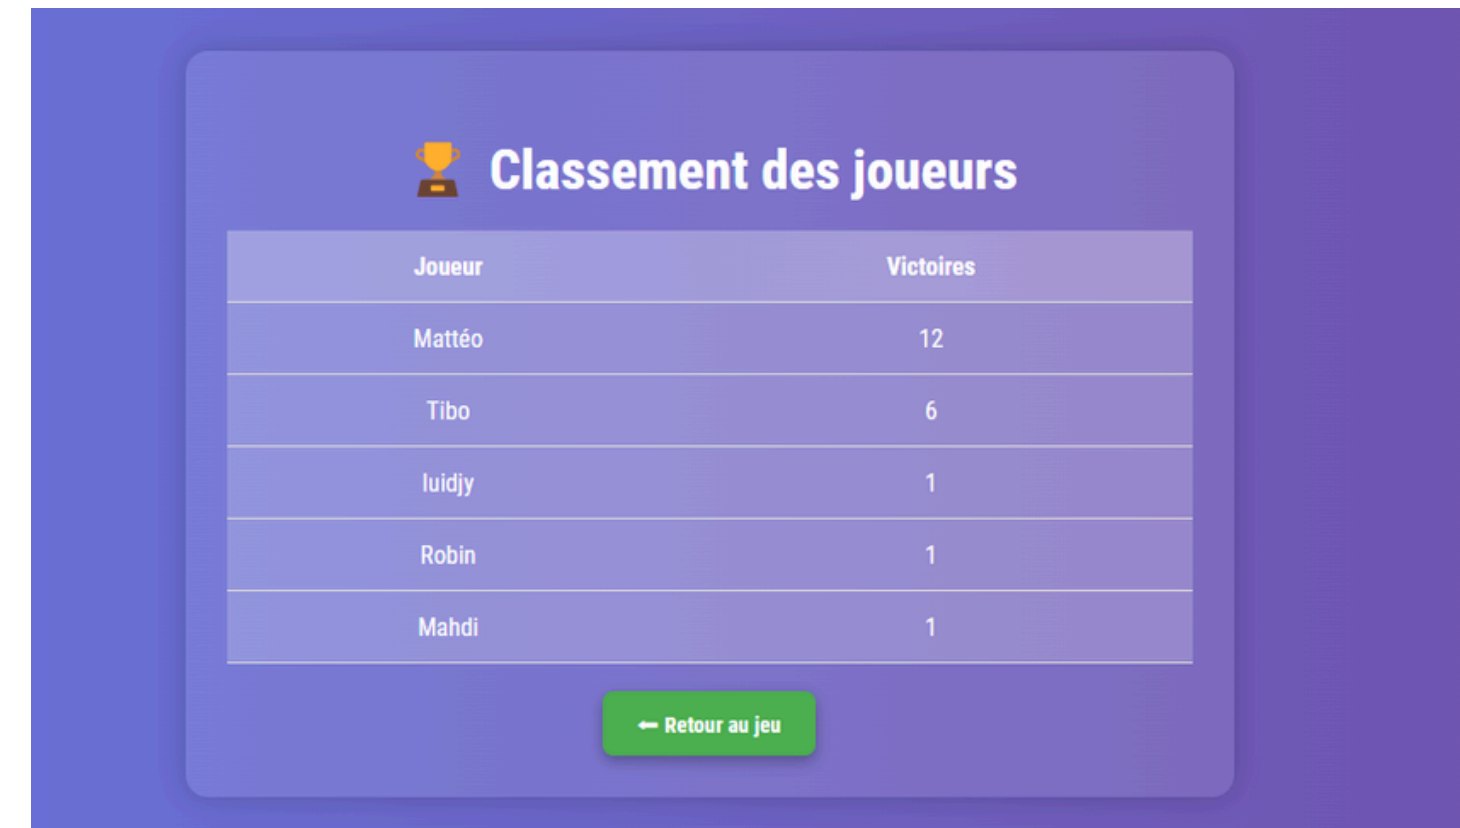 🏆 Classement des joueurs
Joueur Victoires
Mattéo 12
Tibo 6
luidjy 1
Robin 1
Mahdi 1
⬅ Retour au jeu